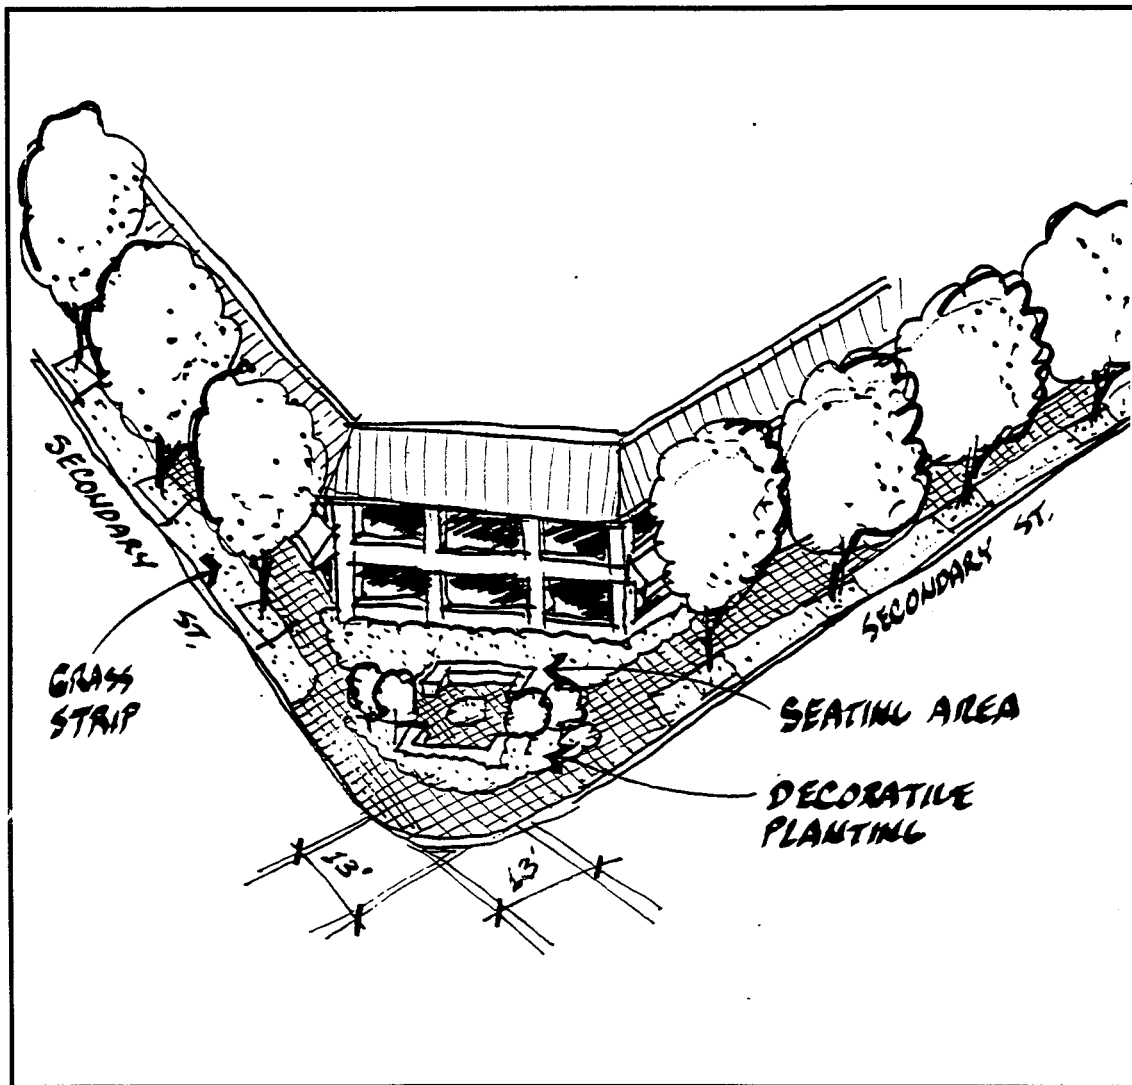 SECONDARY ST.
SECONDARY ST.
GRASS
STRIP
SEATING AREA
DECORATIVE
PLANTING
13'
13'